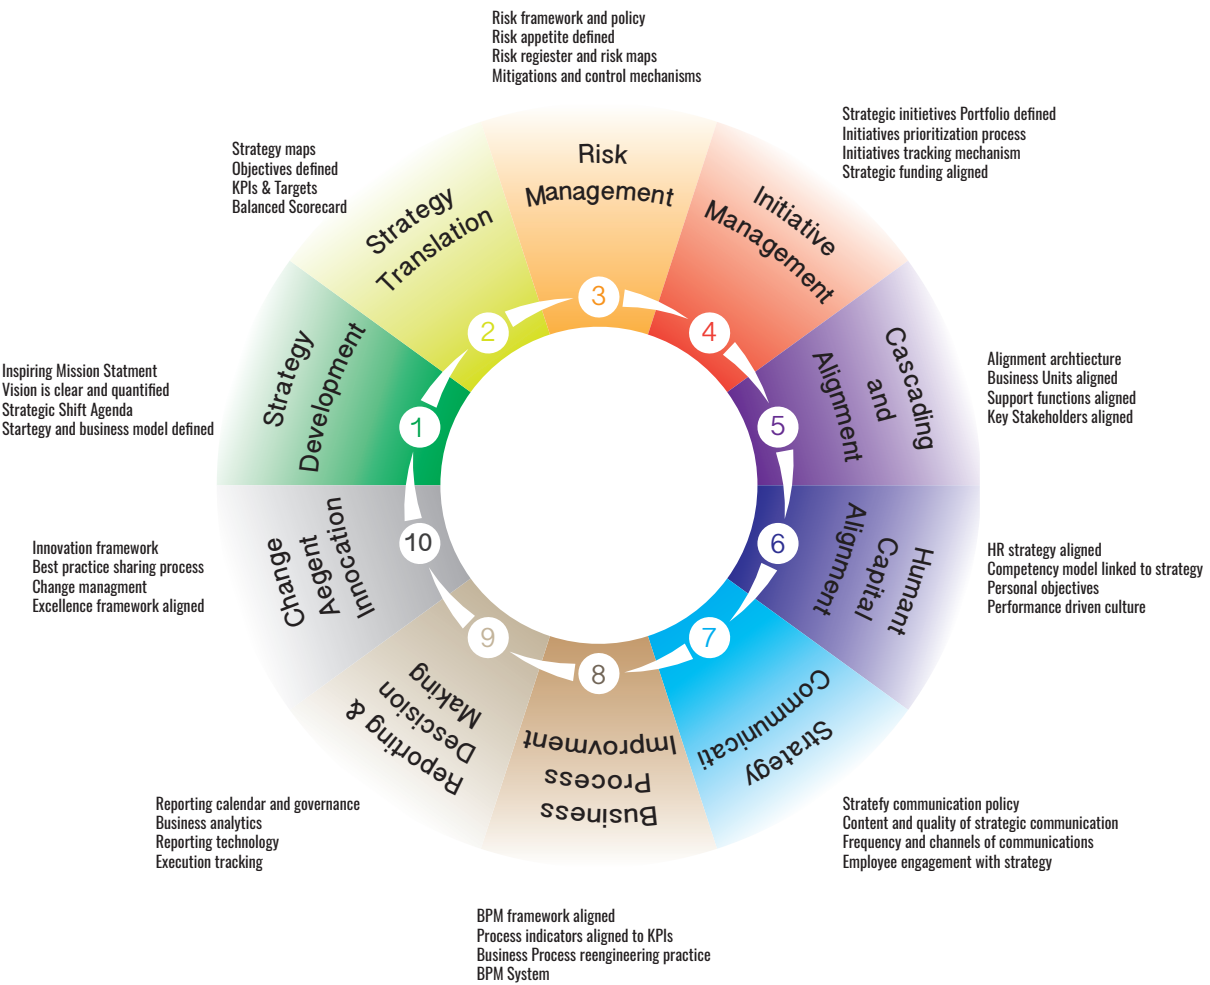 Risk framework and policy
Risk appetite defined
Risk regiester and risk maps
Mitigations and control mechanisms
Strategic initietives Portfolio defined
Initiatives prioritization process
Initiatives tracking mechanism
Strategic funding aligned
Strategy maps
Objectives defined
KPIs & Targets
Balanced Scorecard
Risk
Management
Initiative
Management
Strategy
Translation
Cascading
and
Alignment
Strategy
Development
3
4
2
5
1
Inspiring Mission Statment
Vision is clear and quantified
Strategic Shift Agenda
Startegy and business model defined
Alignment archtiecture
Business Units aligned
Support functions aligned
Key Stakeholders aligned
Change
Aegent
Innocation
10
6
Humant
Capital
Alignment
Innovation framework
Best practice sharing process
Change managment
Excellence framework aligned
HR strategy aligned
Competency model linked to strategy
Personal objectives
Performance driven culture
9
8
7
Reporting &
Descision
Making
Business
Process
Improvment
Strategy
Communicati
Reporting calendar and governance
Business analytics
Reporting technology
Execution tracking
Stratefy communication policy
Content and quality of strategic communication
Frequency and channels of communications
Employee engagement with strategy
BPM framework aligned
Process indicators aligned to KPIs
Business Process reengineering practice
BPM System